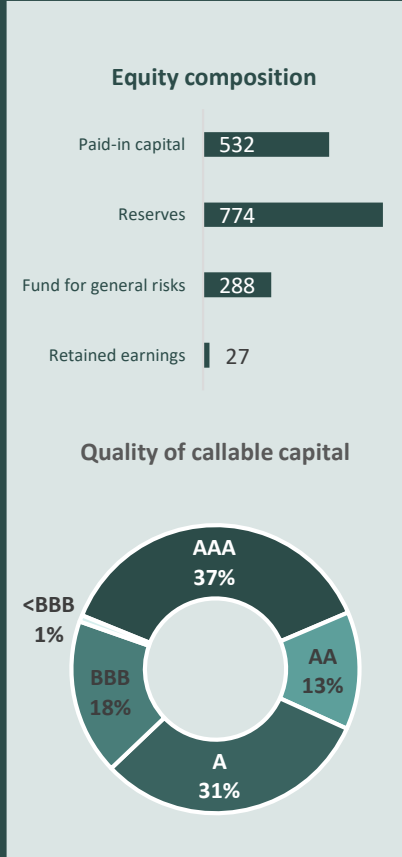 Equity composition
Paid-in capital 532
Reserves 774
Fund for general risks 288
Retained earnings 27
Quality of callable capital
AAA
37%
<BBB
1%
AA
13%
BBB
18%
A
31%